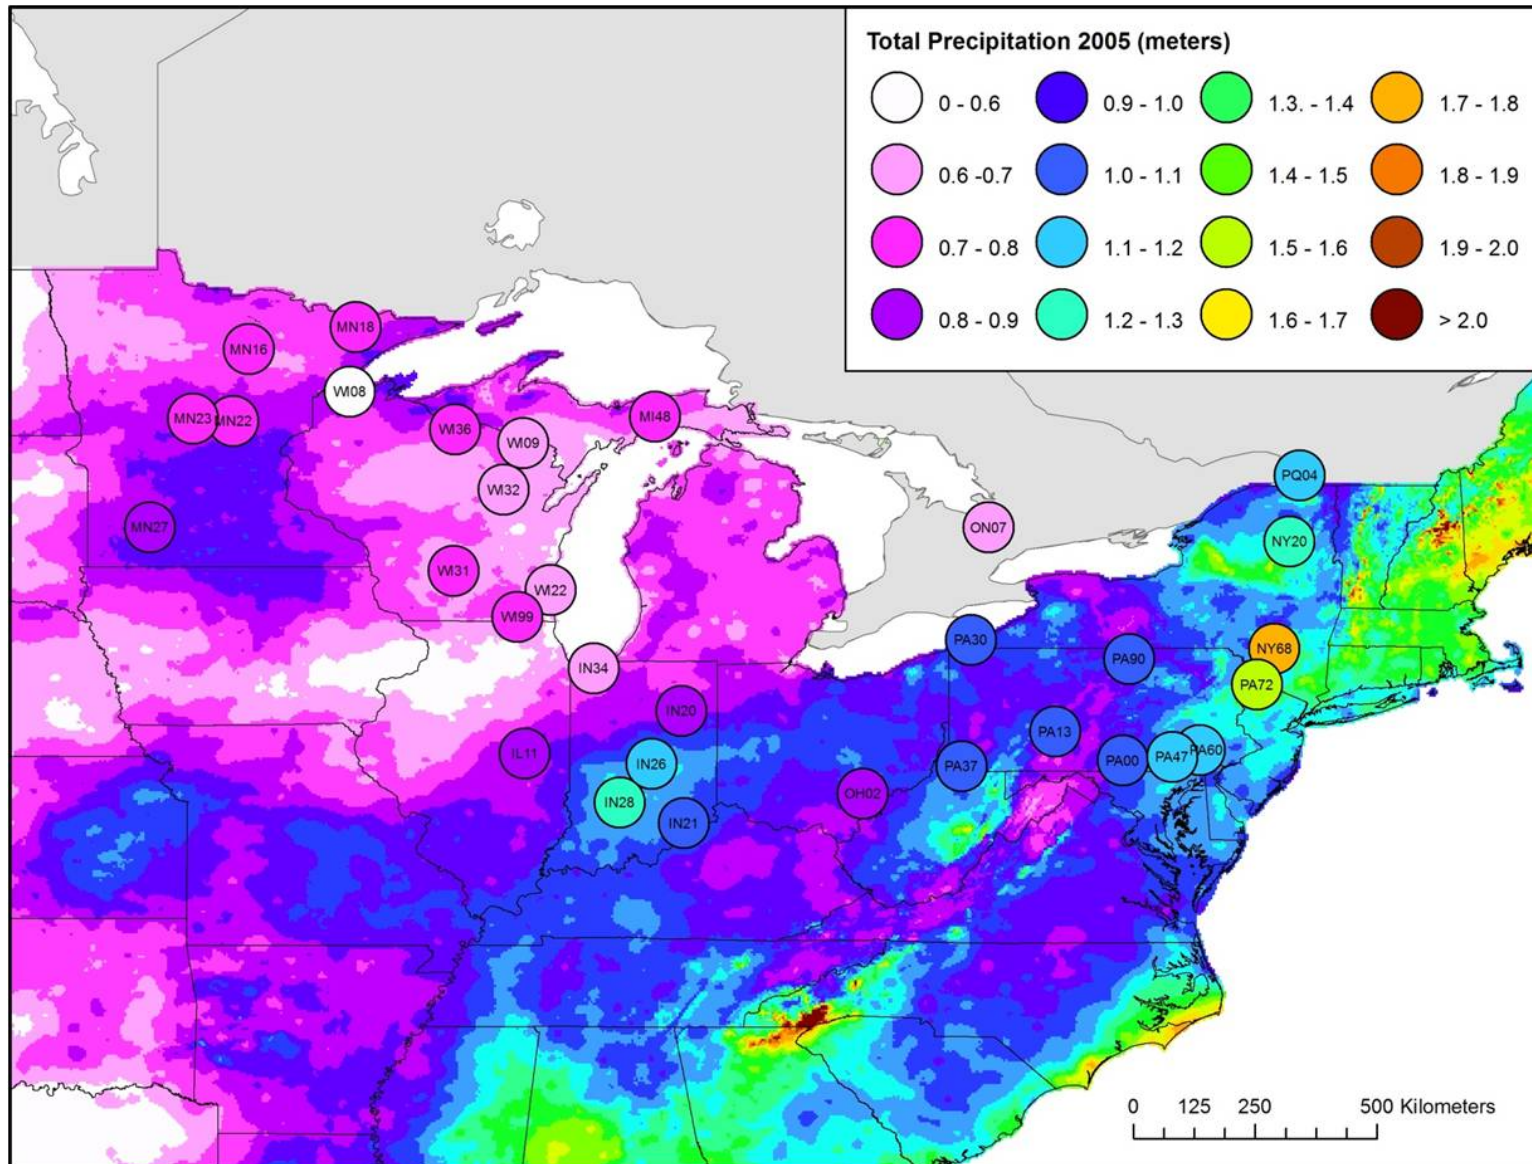 Total Precipitation 2005 (meters)
0 - 0.6
0.9 - 1.0
1.3. - 1.4
1.7 - 1.8
0.6 -0.7
1.0 - 1.1
1.4 - 1.5
1.8 - 1.9
0.7 - 0.8
1.1 - 1.2
1.5 - 1.6
1.9 - 2.0
0.8 - 0.9
1.2 - 1.3
1.6 - 1.7
> 2.0
MN18
MN16
WI08
MN23
MN22
WI36
WI09
MI48
WI32
PQ04
MN27
ON07
NY20
WI31
WI22
WI99
PA30
NY68
IN34
PA90
PA72
IN20
PA13
IL11
IN26
PA37
PA00
PA47
PA60
IN28
OH02
IN21
0 125 250 500 Kilometers